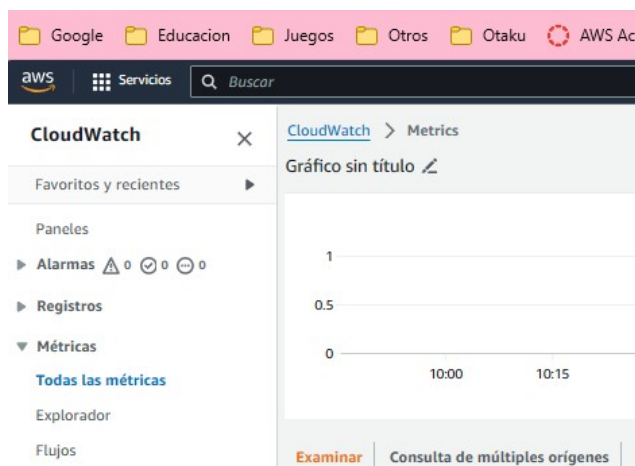 Google Educacion Juegos Otros Otaku AWS Ac
aws Servicios Buscar
CloudWatch
Favoritos y recientes
Paneles
Alarmas 0 0 0
Registros
Métricas
Todas las métricas
Explorador
Flujos
CloudWatch > Metrics
Gráfico sin título
1
0.5
0
10:00 10:15
Examinar Consulta de múltiples orígenes